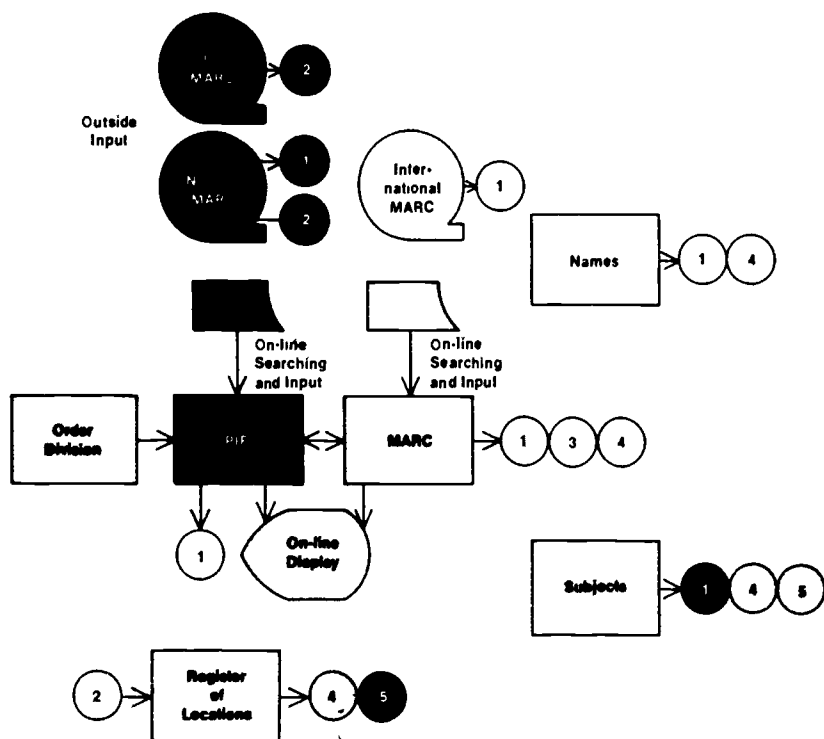 MARC
2
Outside
Input
1
N
MAR
2
Inter-
national
MARC
1
Names
1
4
On-line
Searching
and Input
On-line
Searching
and Input
Order
Division
PIF
MARC
1
3
4
1
On-line
Display
Subjects
1
4
5
2
Register
of
Locations
4
5